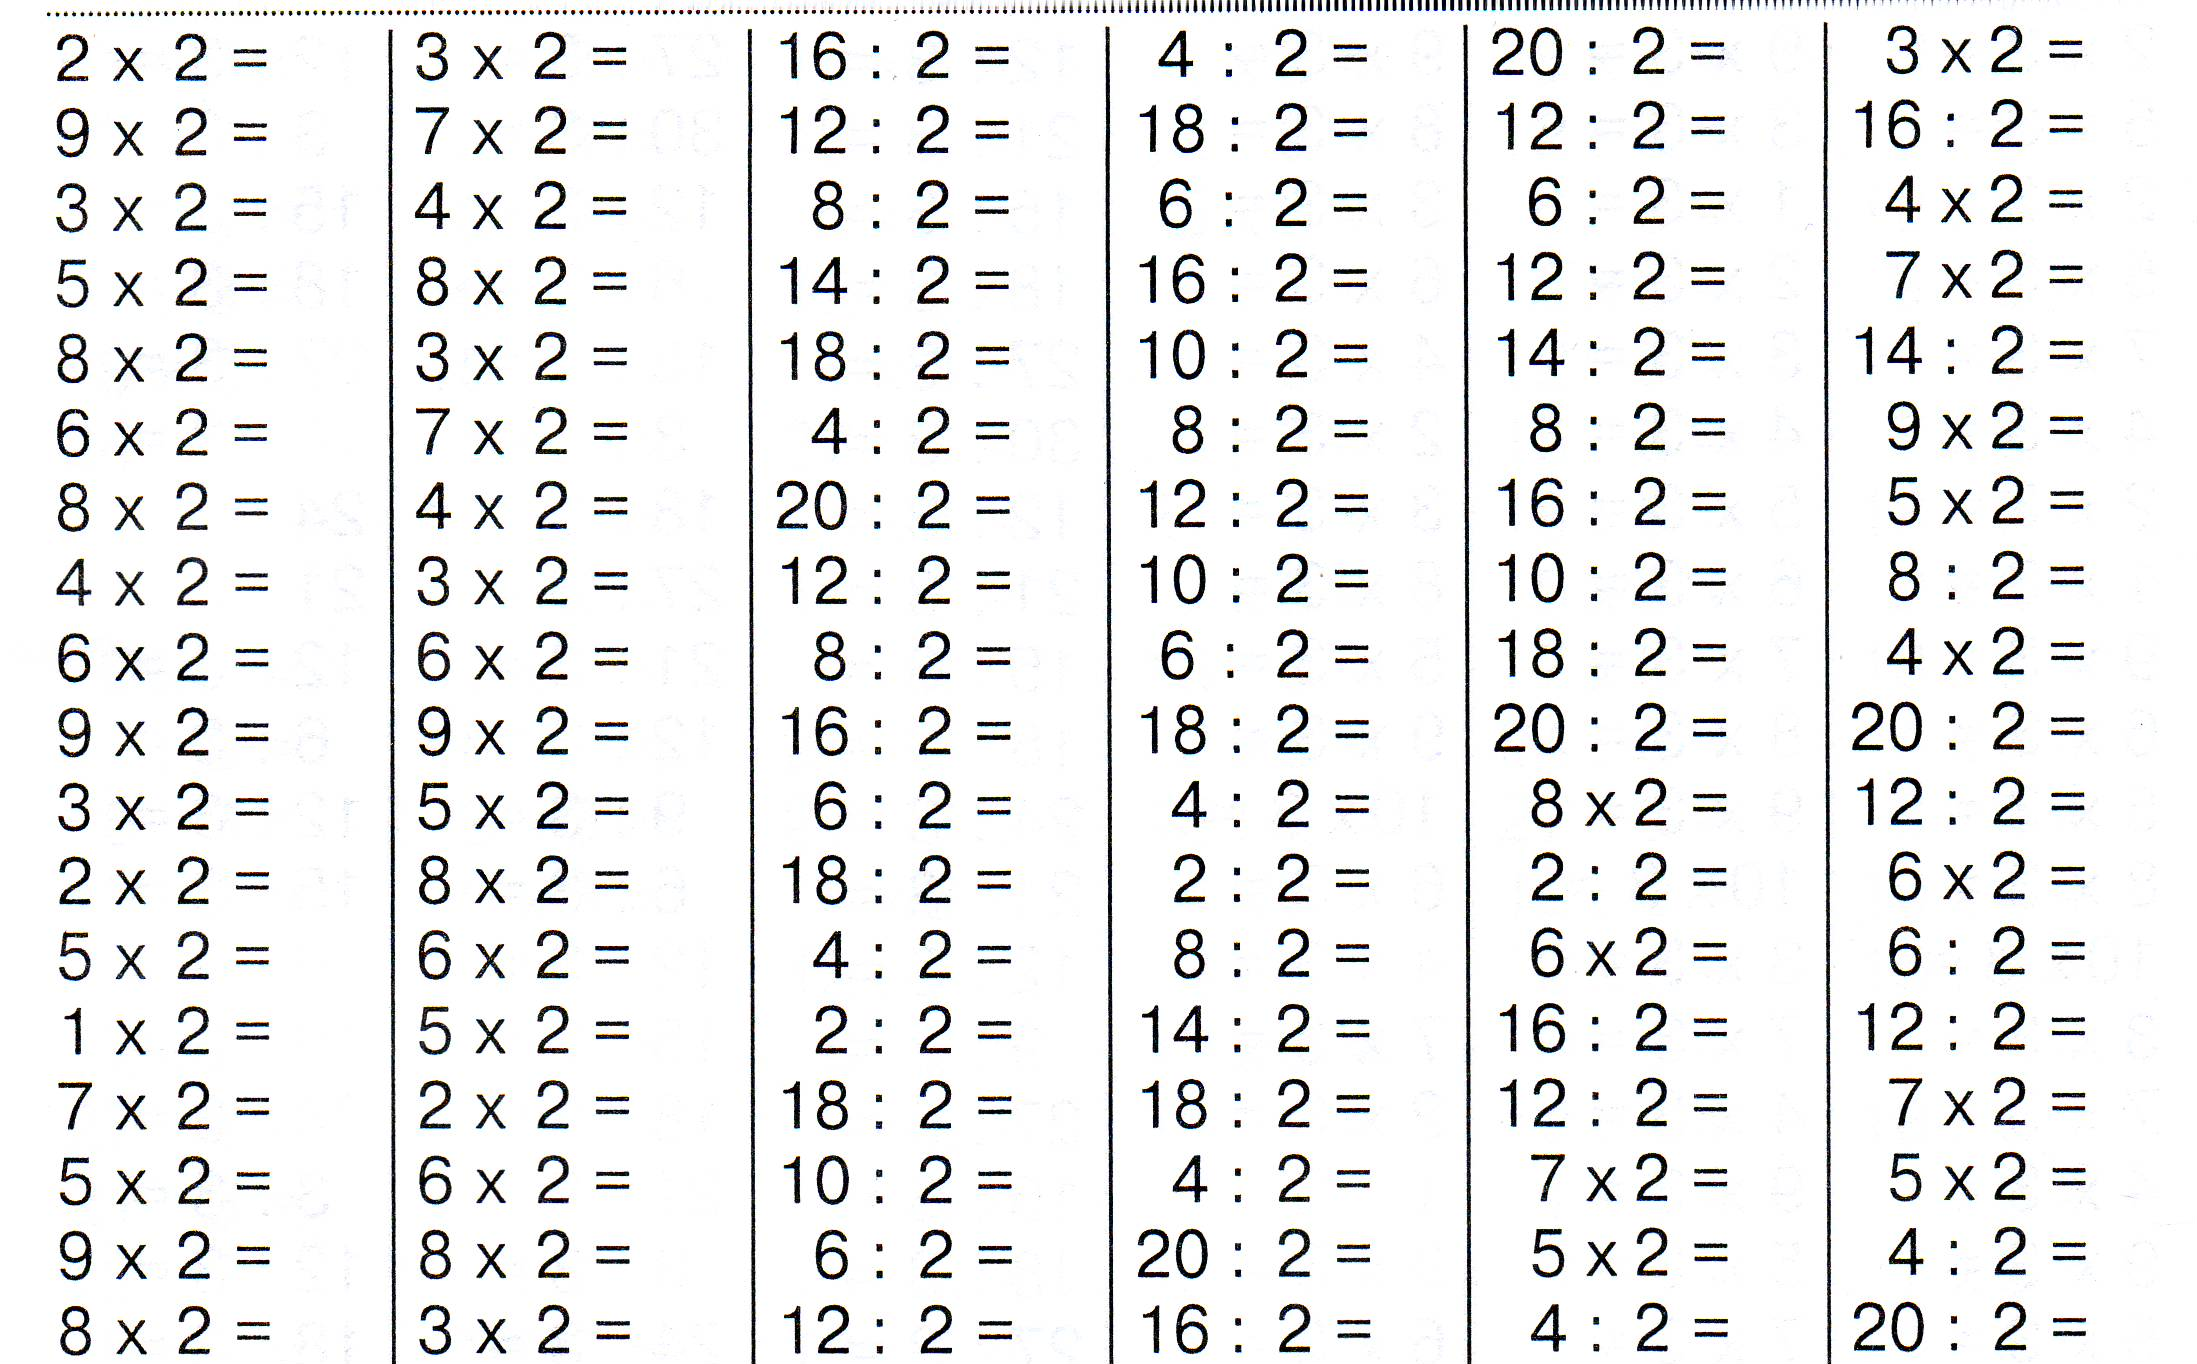 2 x 2 =
9 x 2 =
3 x 2 =
5 x 2 =
8 x 2 =
6 x 2 =
8 x 2 =
4 x 2 =
6 x 2 =
9 x 2 =
3 x 2 =
2 x 2 =
5 x 2 =
1 x 2 =
7 x 2 =
5 x 2 =
9 x 2 =
8 x 2 =
3 x 2 =
7 x 2 =
4 x 2 =
8 x 2 =
3 x 2 =
7 x 2 =
4 x 2 =
3 x 2 =
6 x 2 =
9 x 2 =
5 x 2 =
8 x 2 =
6 x 2 =
5 x 2 =
2 x 2 =
6 x 2 =
8 x 2 =
3 x 2 =
16 : 2 =
12 : 2 =
8 : 2 =
14 : 2 =
18 : 2 =
4 : 2 =
20 : 2 =
12 : 2 =
8 : 2 =
16 : 2 =
6 : 2 =
18 : 2 =
4 : 2 =
2 : 2 =
18 : 2 =
10 : 2 =
6 : 2 =
12 : 2 =
4 : 2 =
18 : 2 =
6 : 2 =
16 : 2 =
10 : 2 =
8 : 2 =
12 : 2 =
10 : 2 =
6 : 2 =
18 : 2 =
4 : 2 =
2 : 2 =
8 : 2 =
14 : 2 =
18 : 2 =
4 : 2 =
20 : 2 =
16 : 2 =
20 : 2 =
12 : 2 =
6 : 2 =
12 : 2 =
14 : 2 =
8 : 2 =
16 : 2 =
10 : 2 =
18 : 2 =
20 : 2 =
8 x 2 =
2 : 2 =
6 x 2 =
16 : 2 =
12 : 2 =
7 x 2 =
5 x 2 =
4 : 2 =
3 x 2 =
16 : 2 =
4 x 2 =
7 x 2 =
14 : 2 =
9 x 2 =
5 x 2 =
8 : 2 =
4 x 2 =
20 : 2 =
12 : 2 =
6 x 2 =
6 : 2 =
12 : 2 =
7 x 2 =
5 x 2 =
4 : 2 =
20 : 2 =